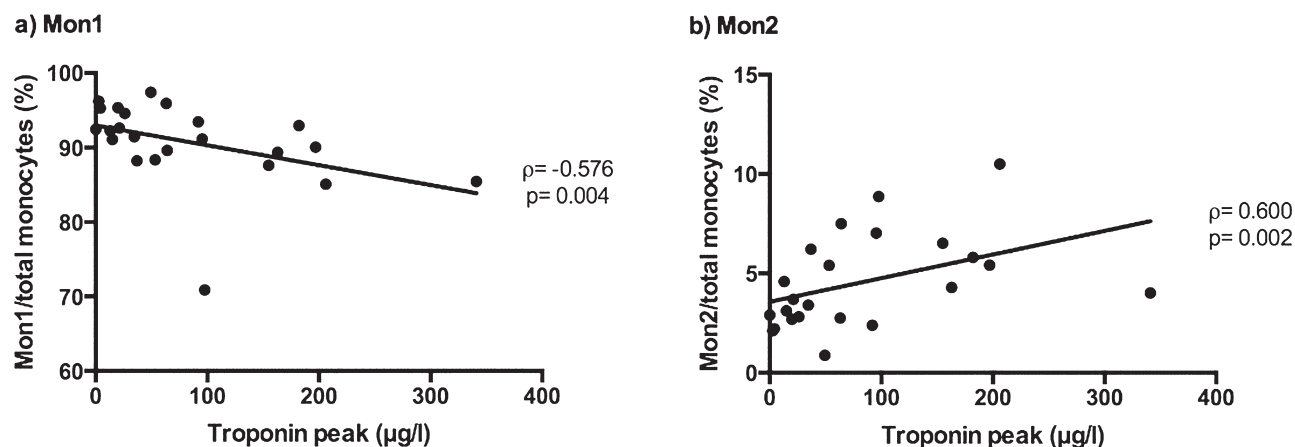 a) Mon1
Mon1/total monocytes (%)
100
90
80
70
60
0
100
200
300
400
Troponin peak (µg/l)
ρ= -0.576
p= 0.004
b) Mon2
Mon2/total monocytes (%)
15
10
5
0
0
100
200
300
400
Troponin peak (µg/l)
ρ= 0.600
p= 0.002